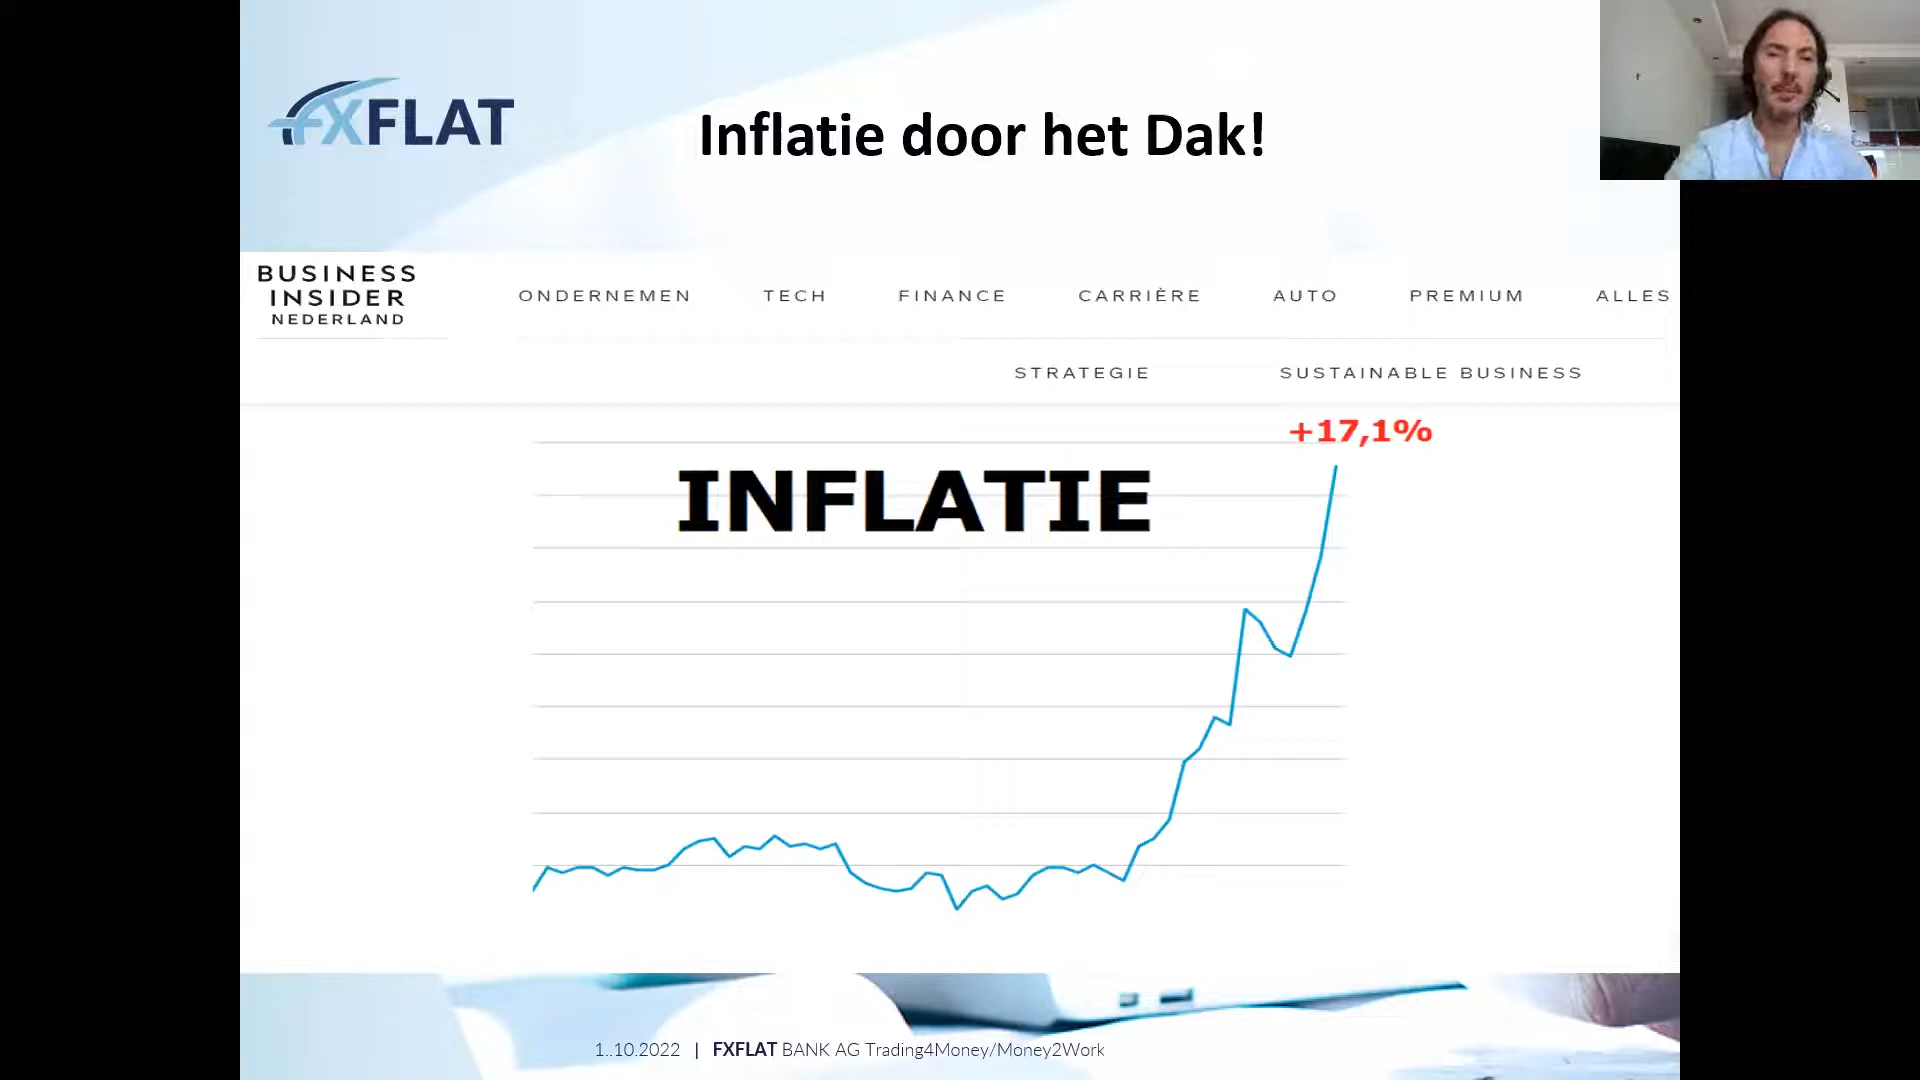 FXFLAT
Inflatie door het Dak!
BUSINESS
INSIDER
NEDERLAND
ONDERNEMEN TECH FINANCE CARRIÈRE AUTO PREMIUM ALLES
STRATEGIE SUSTAINABLE BUSINESS
+17,1%
INFLATIE
1..10.2022 | FXFLAT BANK AG Trading4Money/Money2Work